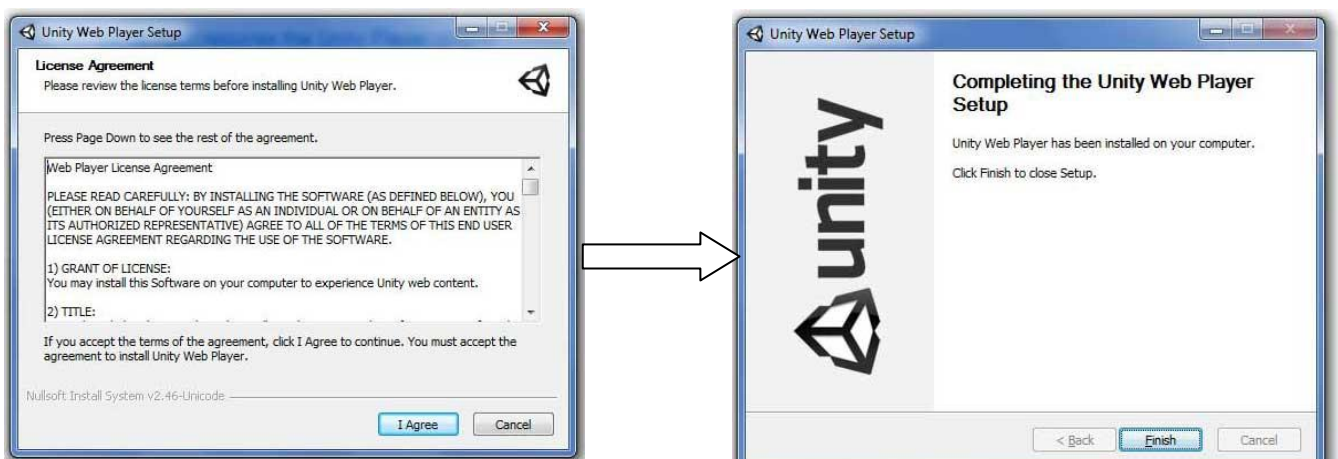 Unity Web Player Setup
License Agreement
Please review the license terms before installing Unity Web Player.
Press Page Down to see the rest of the agreement.
Web Player License Agreement
PLEASE READ CAREFULLY: BY INSTALLING THE SOFTWARE (AS DEFINED BELOW), YOU
(EITHER ON BEHALF OF YOURSELF AS AN INDIVIDUAL OR ON BEHALF OF AN ENTITY AS
ITS AUTHORIZED REPRESENTATIVE) AGREE TO ALL OF THE TERMS OF THIS END USER
LICENSE AGREEMENT REGARDING THE USE OF THE SOFTWARE.
1) GRANT OF LICENSE:
You may install this Software on your computer to experience Unity web content.
2) TITLE:
If you accept the terms of the agreement, click I Agree to continue. You must accept the
agreement to install Unity Web Player.
Nullsoft Install System v2.46-Unicode
I Agree
Cancel
Unity Web Player Setup
unity
Completing the Unity Web Player
Setup
Unity Web Player has been installed on your computer.
Click Finish to close Setup.
< Back
Finish
Cancel